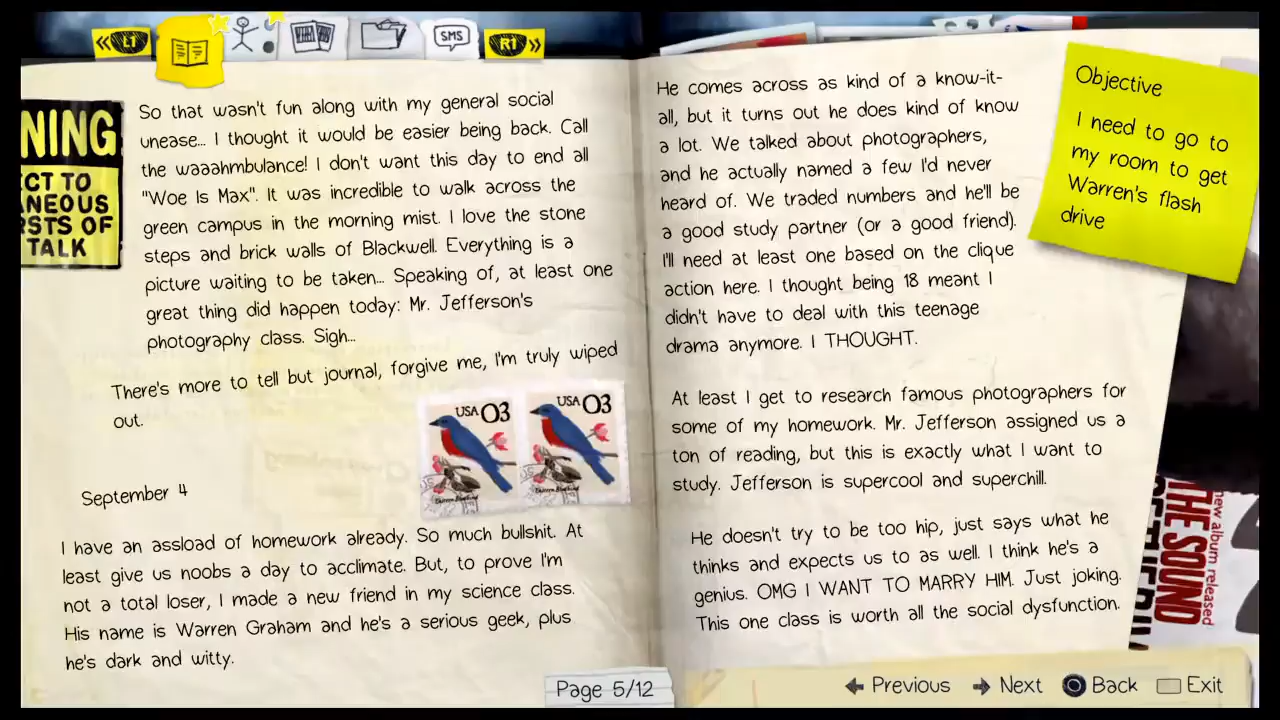 L1
SMS
R1
NING
CT TO
NEOUS
STS OF
TALK
So that wasn't fun along with my general social
unease... I thought it would be easier being back. Call
the waaahmbulance! I don't want this day to end all
"Woe Is Max". It was incredible to walk across the
green campus in the morning mist. I love the stone
steps and brick walls of Blackwell. Everything is a
picture waiting to be taken... Speaking of, at least one
great thing did happen today: Mr. Jefferson's
photography class. Sigh...
There's more to tell but journal, forgive me, I'm truly wiped
out.
USA 03
USA 03
September 4
I have an assload of homework already. So much bullshit. At
least give us noobs a day to acclimate. But, to prove I'm
not a total loser, I made a new friend in my science class.
His name is Warren Graham and he's a serious geek, plus
he's dark and witty.
He comes across as kind of a know-it-
all, but it turns out he does kind of know
a lot. We talked about photographers,
and he actually named a few I'd never
heard of. We traded numbers and he'll be
a good study partner (or a good friend).
I'll need at least one based on the clique
action here. I thought being 18 meant I
didn't have to deal with this teenage
drama anymore. I THOUGHT.
At least I get to research famous photographers for
some of my homework. Mr. Jefferson assigned us a
ton of reading, but this is exactly what I want to
study. Jefferson is supercool and superchill.
He doesn't try to be too hip, just says what he
thinks and expects us to as well. I think he's a
genius. OMG I WANT TO MARRY HIM. Just joking.
This one class is worth all the social dysfunction.
Objective
I need to go to
my room to get
Warren's flash
drive
new album released
THE SOUND
Page 5/12
Previous
Next
Back
Exit